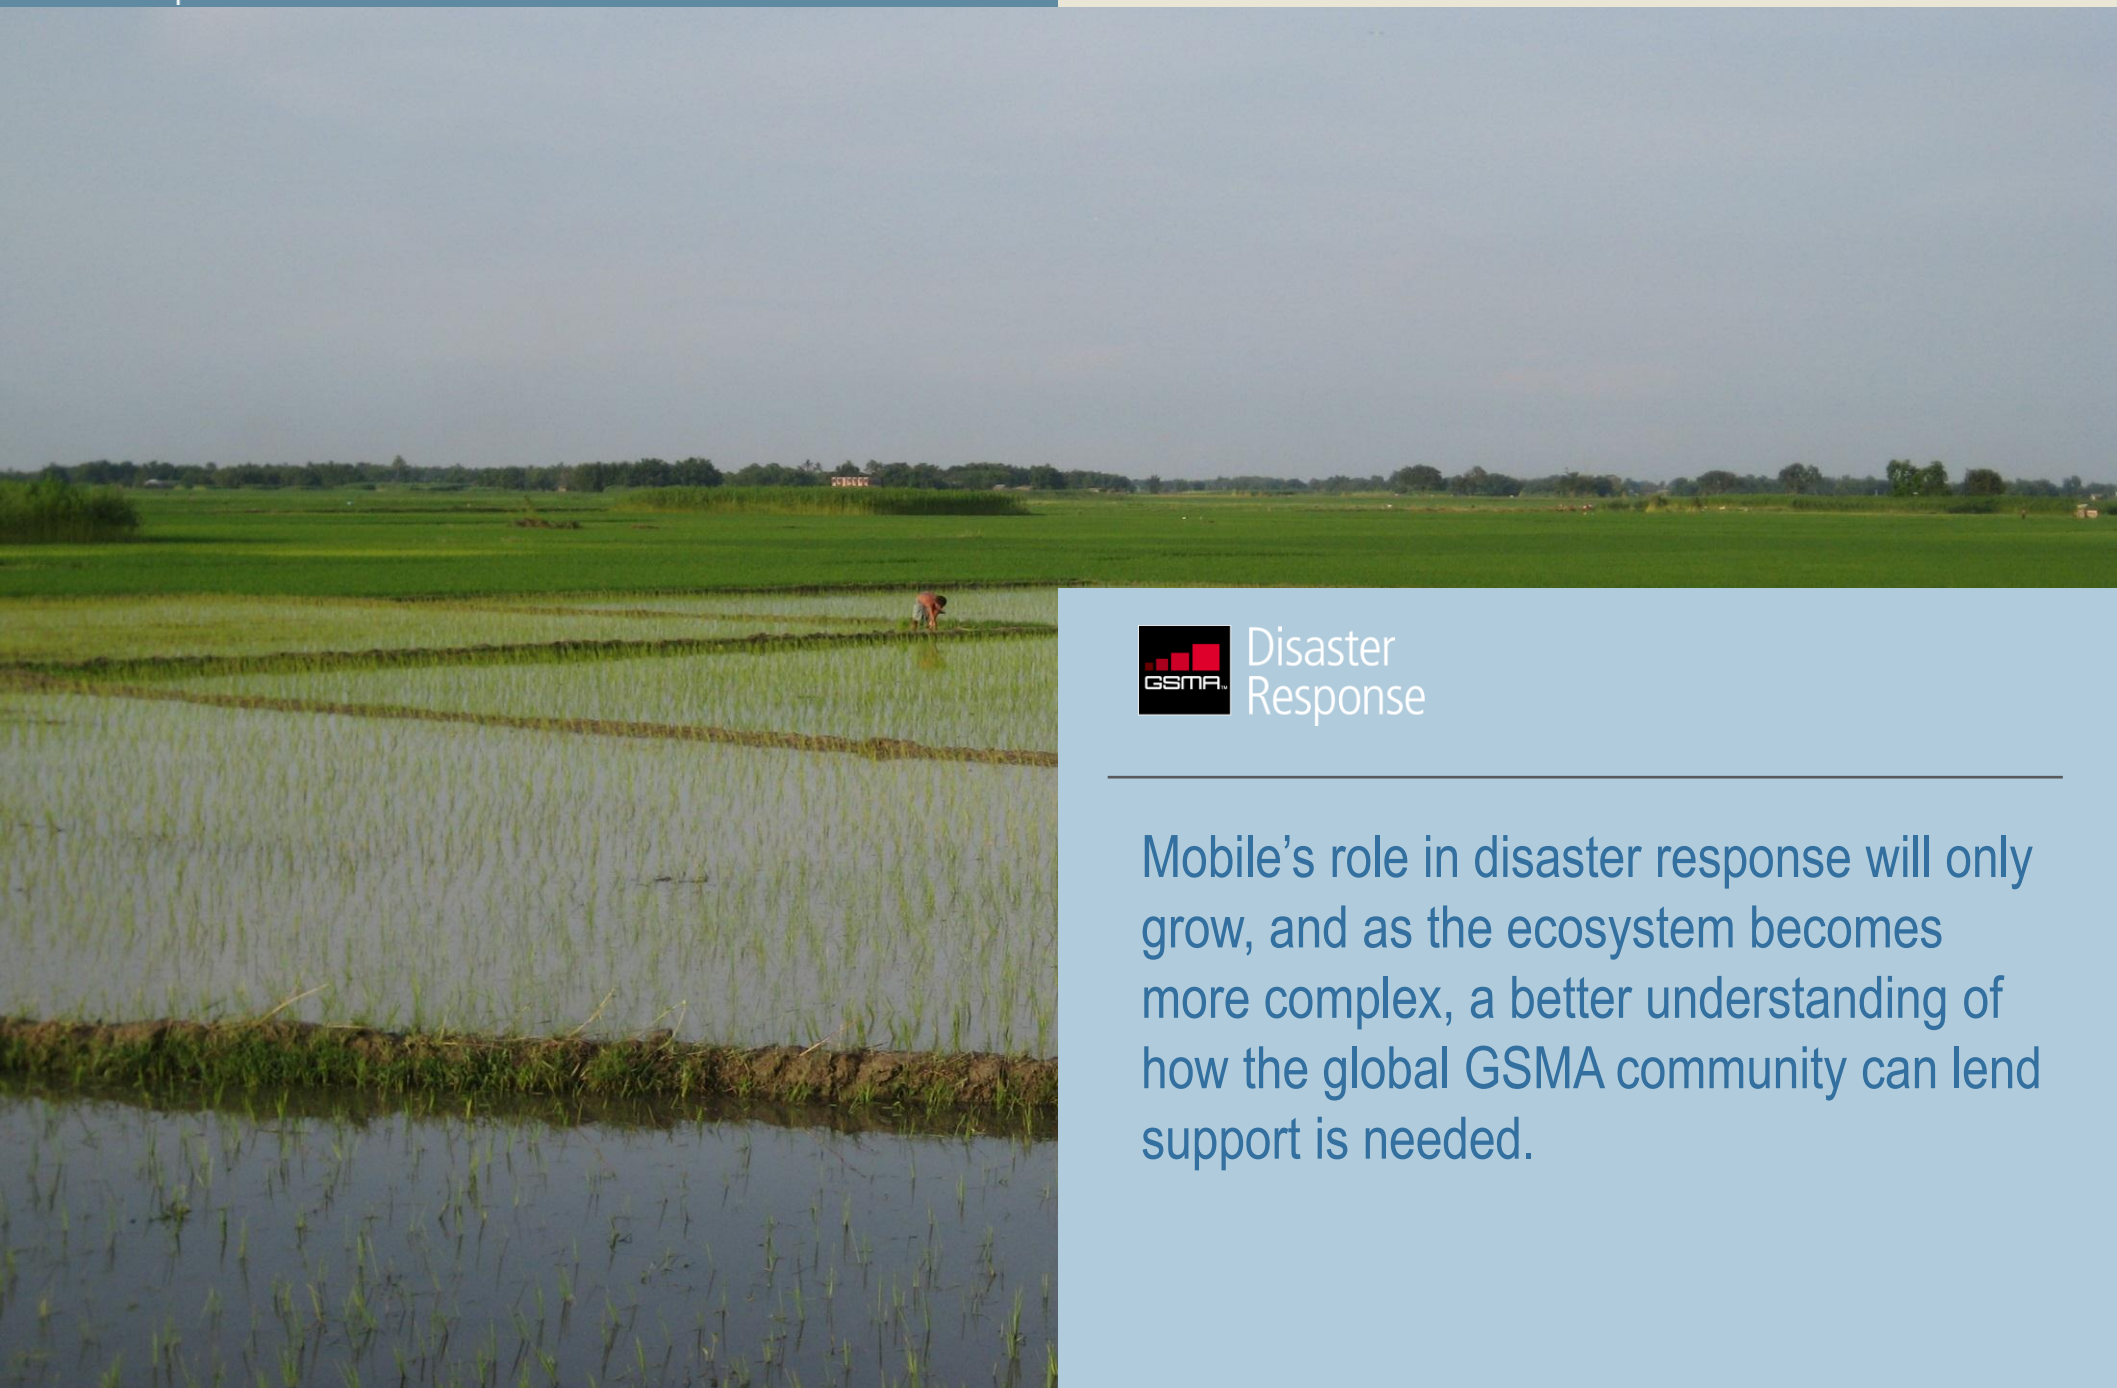 GSMA™
Disaster
Response
Mobile’s role in disaster response will only
grow, and as the ecosystem becomes
more complex, a better understanding of
how the global GSMA community can lend
support is needed.